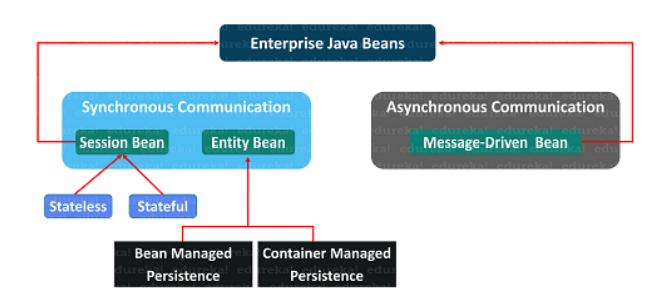 Enterprise Java Beans
Synchronous Communication
Session Bean
Entity Bean
Asynchronous Communication
Message-Driven Bean
Stateless
Stateful
Bean Managed
Persistence
Container Managed
Persistence